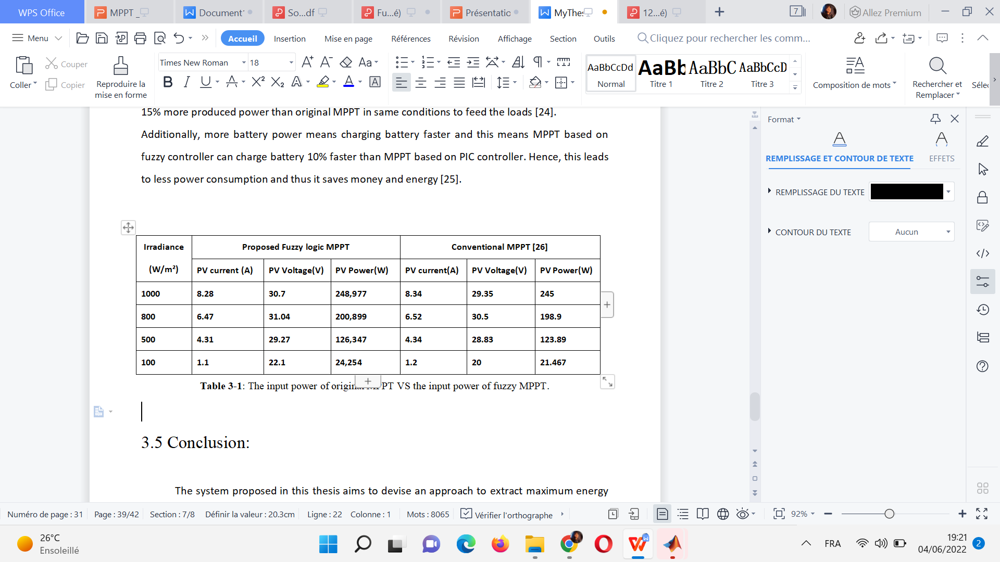 WPS Office
MPPT _
Document1
So...df
Fu...é)
Présentatio
MyThes
12...é)
7
Allez Premium
Menu
Accueil
Insertion
Mise en page
Références
Révision
Affichage
Section
Outils
Cliquez pour rechercher les comm...
Coller
Couper
Copier
Reproduire la
mise en forme
Times New Roman
18
AaBbCcDd
Normal
AaBb
Titre 1
AaBbC
Titre 2
AaBbCcD
Titre 3
Composition de mots
Rechercher et
Remplacer
Sélec
15% more produced power than original MPPT in same conditions to feed the loads [24].
Additionally, more battery power means charging battery faster and this means MPPT based on
fuzzy controller can charge battery 10% faster than MPPT based on PIC controller. Hence, this leads
to less power consumption and thus it saves money and energy [25].
Irradiance (W/m²) Proposed Fuzzy logic MPPT Conventional MPPT [26]
PV current (A) PV Voltage(V) PV Power(W) PV current(A) PV Voltage(V) PV Power(W)
1000 8.28 30.7 248,977 8.34 29.35 245
800 6.47 31.04 200,899 6.52 30.5 198.9
500 4.31 29.27 126,347 4.34 28.83 123.89
100 1.1 22.1 24,254 1.2 20 21.467
Table 3-1: The input power of original MPPT VS the input power of fuzzy MPPT.
3.5 Conclusion:
The system proposed in this thesis aims to devise an approach to extract maximum energy
Format
REMPLISSAGE ET CONTOUR DE TEXTE
EFFETS
REMPLISSAGE DU TEXTE
CONTOUR DU TEXTE
Aucun
Numéro de page : 31
Page : 39/42
Section : 7/8
Définir la valeur : 20.3cm
Ligne : 22
Colonne : 1
Mots : 8065
Vérifier l'orthographe
92%
26°C
Ensoleillé
FRA
19:21
04/06/2022
2